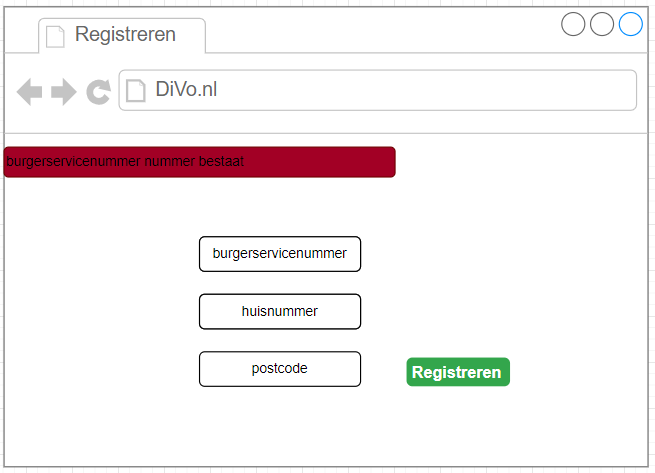 Registreren
DiVo.nl
burgerservicenummer nummer bestaat
burgerservicenummer
huisnummer
postcode
Registreren